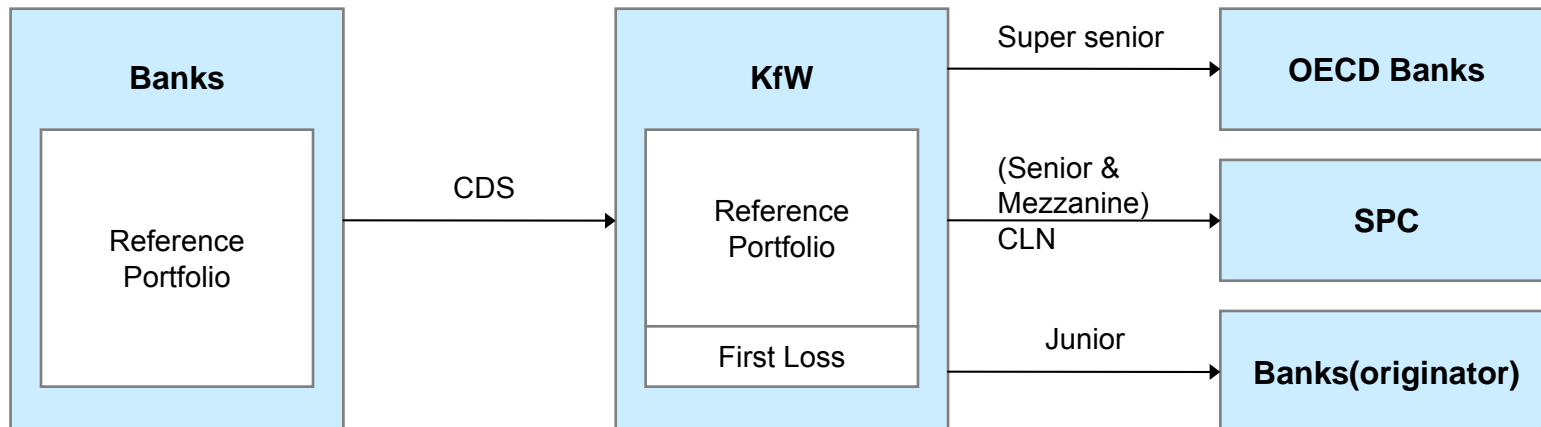 Banks
Reference
Portfolio
CDS
KfW
Reference
Portfolio
First Loss
Super senior
(Senior &
Mezzanine)
CLN
Junior
OECD Banks
SPC
Banks(originator)